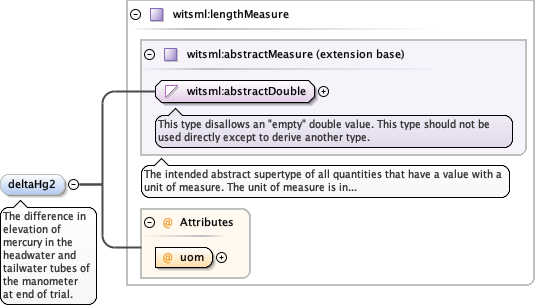 witsml:lengthMeasure
witsml:abstractMeasure (extension base)
witsml:abstractDouble
This type disallows an "empty" double value. This type should not be
used directly except to derive another type.
The intended abstract supertype of all quantities that have a value with a
unit of measure. The unit of measure is in...
deltaHg2
The difference in
elevation of
mercury in the
headwater and
tailwater tubes of
the manometer
at end of trial.
@ Attributes
@ uom